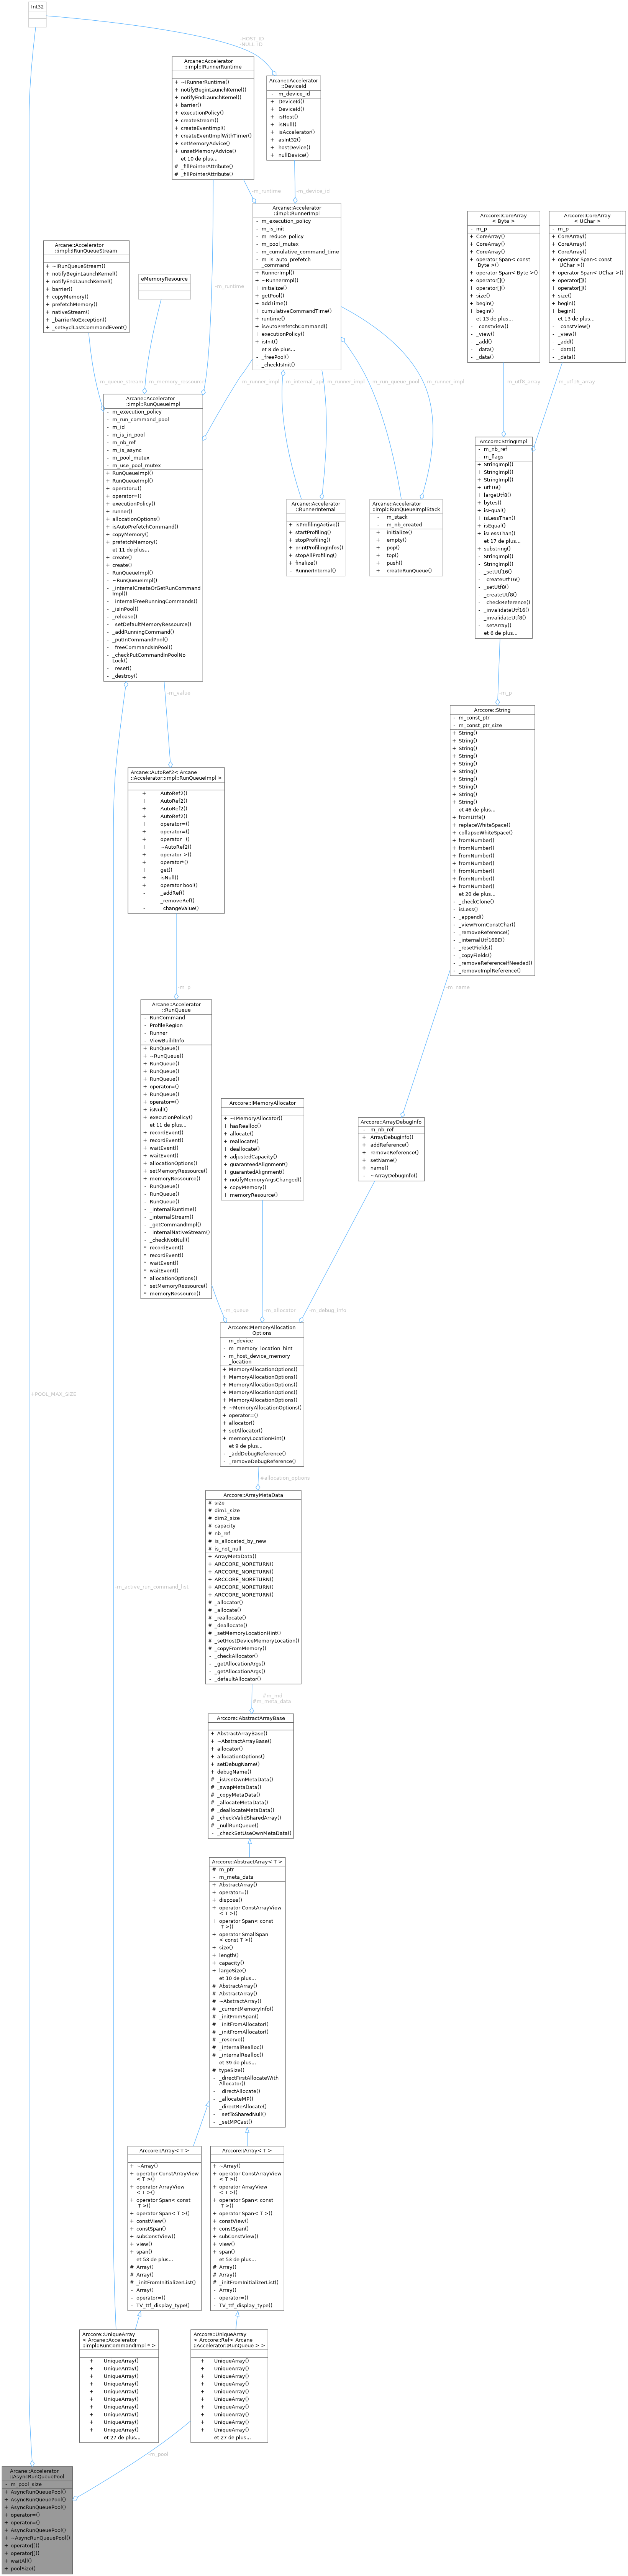 Int32
-HOST_ID
-NULL_ID
Arcane::Accelerator
::impl::IRunnerRuntime
+ ~IRunnerRuntime()
+ notifyBeginLaunchKernel()
+ notifyEndLaunchKernel()
+ barrier()
+ executionPolicy()
+ createStream()
+ createEventImpl()
+ createEventImplWithTimer()
+ setMemoryAdvice()
+ unsetMemoryAdvice()
et 10 de plus...
# _fillPointerAttribute()
# _fillPointerAttribute()
Arcane::Accelerator
::DeviceId
- m_device_id
+ DeviceId()
+ DeviceId()
+ isHost()
+ isNull()
+ isAccelerator()
+ asInt32()
+ hostDevice()
+ nullDevice()
-m_runtime
-m_device_id
Arcane::Accelerator
::impl::RunnerImpl
- m_execution_policy
- m_is_init
- m_reduce_policy
- m_pool_mutex
- m_cumulative_command_time
- m_is_auto_prefetch
_command
+ RunnerImpl()
+ ~RunnerImpl()
+ initialize()
+ getPool()
+ addTime()
+ cumulativeCommandTime()
+ runtime()
+ isAutoPrefetchCommand()
+ executionPolicy()
+ isInit()
et 8 de plus...
- _freePool()
- _checkIsInit()
Arccore::CoreArray
< Byte >
- m_p
+ CoreArray()
+ CoreArray()
+ CoreArray()
+ operator Span< const
Byte >()
+ operator Span< Byte >()
+ operator[]()
+ operator[]()
+ size()
+ begin()
+ begin()
et 13 de plus...
- _constView()
- _view()
- _add()
- _data()
- _data()
Arccore::CoreArray
< UChar >
- m_p
+ CoreArray()
+ CoreArray()
+ CoreArray()
+ operator Span< const
UChar >()
+ operator Span< UChar >()
+ operator[]()
+ operator[]()
+ size()
+ begin()
+ begin()
et 13 de plus...
- _constView()
- _view()
- _add()
- _data()
- _data()
Arcane::Accelerator
::impl::IRunQueueStream
+ ~IRunQueueStream()
+ notifyBeginLaunchKernel()
+ notifyEndLaunchKernel()
+ barrier()
+ copyMemory()
+ prefetchMemory()
+ nativeStream()
+ _barrierNoException()
+ _setSyclLastCommandEvent()
eMemoryResource
-m_runtime
-m_queue_stream
-m_memory_ressource
-m_runner_impl
-m_internal_api
-m_runner_impl
-m_run_queue_pool
-m_runner_impl
-m_utf8_array
-m_utf16_array
Arcane::Accelerator
::impl::RunQueueImpl
- m_execution_policy
- m_run_command_pool
- m_id
- m_is_in_pool
- m_nb_ref
- m_is_async
- m_pool_mutex
- m_use_pool_mutex
+ RunQueueImpl()
+ RunQueueImpl()
+ operator=()
+ operator=()
+ executionPolicy()
+ runner()
+ allocationOptions()
+ isAutoPrefetchCommand()
+ copyMemory()
+ prefetchMemory()
et 11 de plus...
+ create()
+ create()
- RunQueueImpl()
- ~RunQueueImpl()
- _internalCreateOrGetRunCommand
Impl()
- _internalFreeRunningCommands()
- _isInPool()
- _release()
- _setDefaultMemoryRessource()
- _addRunningCommand()
- _putInCommandPool()
- _freeCommandsInPool()
- _checkPutCommandInPoolNo
Lock()
- _reset()
- _destroy()
Arccore::StringImpl
- m_nb_ref
- m_flags
+ StringImpl()
+ StringImpl()
+ StringImpl()
+ utf16()
+ largeUtf8()
+ bytes()
+ isEqual()
+ isLessThan()
+ isEqual()
+ isLessThan()
et 17 de plus...
+ substring()
- StringImpl()
- StringImpl()
- _setUtf16()
- _createUtf16()
- _setUtf8()
- _createUtf8()
- _checkReference()
- _invalidateUtf16()
- _invalidateUtf8()
- _setArray()
et 6 de plus...
Arcane::Accelerator
::RunnerInternal
+ isProfilingActive()
+ startProfiling()
+ stopProfiling()
+ printProfilingInfos()
+ stopAllProfiling()
+ finalize()
- RunnerInternal()
Arcane::Accelerator
::impl::RunQueueImplStack
- m_stack
- m_nb_created
+ initialize()
+ empty()
+ pop()
+ top()
+ push()
+ createRunQueue()
-m_value
-m_p
Arccore::String
- m_const_ptr
- m_const_ptr_size
+ String()
+ String()
+ String()
+ String()
+ String()
+ String()
+ String()
+ String()
+ String()
+ String()
et 46 de plus...
+ fromUtf8()
+ replaceWhiteSpace()
+ collapseWhiteSpace()
+ fromNumber()
+ fromNumber()
+ fromNumber()
+ fromNumber()
+ fromNumber()
+ fromNumber()
+ fromNumber()
et 20 de plus...
- _checkClone()
- isLess()
- _append()
- _viewFromConstChar()
- _removeReference()
- _internalUtf16BE()
- _resetFields()
- _copyFields()
- _removeReferenceIfNeeded()
- _removeImplReference()
Arcane::AutoRef2< Arcane
::Accelerator::impl::RunQueueImpl >
+ AutoRef2()
+ AutoRef2()
+ AutoRef2()
+ AutoRef2()
+ operator=()
+ operator=()
+ operator=()
+ ~AutoRef2()
+ operator->()
+ operator*()
+ get()
+ isNull()
+ operator bool()
- _addRef()
- _removeRef()
- _changeValue()
-m_p
-m_name
Arcane::Accelerator
::RunQueue
- RunCommand
- ProfileRegion
- Runner
- ViewBuildInfo
+ RunQueue()
+ ~RunQueue()
+ RunQueue()
+ RunQueue()
+ RunQueue()
+ operator=()
+ RunQueue()
+ operator=()
+ isNull()
+ executionPolicy()
et 11 de plus...
+ recordEvent()
+ recordEvent()
+ waitEvent()
+ waitEvent()
+ allocationOptions()
+ setMemoryRessource()
+ memoryRessource()
- RunQueue()
- RunQueue()
- RunQueue()
- _internalRuntime()
- _internalStream()
- _getCommandImpl()
- _internalNativeStream()
- _checkNotNull()
* recordEvent()
* recordEvent()
* waitEvent()
* waitEvent()
* allocationOptions()
* setMemoryRessource()
* memoryRessource()
Arccore::IMemoryAllocator
+ ~IMemoryAllocator()
+ hasRealloc()
+ allocate()
+ reallocate()
+ deallocate()
+ adjustedCapacity()
+ guaranteedAlignment()
+ guarantedAlignment()
+ notifyMemoryArgsChanged()
+ copyMemory()
+ memoryResource()
Arccore::ArrayDebugInfo
- m_nb_ref
+ ArrayDebugInfo()
+ addReference()
+ removeReference()
+ setName()
+ name()
- ~ArrayDebugInfo()
-m_queue
-m_allocator
-m_debug_info
Arccore::MemoryAllocation
Options
- m_device
- m_memory_location_hint
- m_host_device_memory
_location
+ MemoryAllocationOptions()
+ MemoryAllocationOptions()
+ MemoryAllocationOptions()
+ MemoryAllocationOptions()
+ MemoryAllocationOptions()
+ ~MemoryAllocationOptions()
+ operator=()
+ allocator()
+ setAllocator()
+ memoryLocationHint()
et 9 de plus...
- _addDebugReference()
- _removeDebugReference()
+POOL_MAX_SIZE
#allocation_options
Arccore::ArrayMetaData
# size
# dim1_size
# dim2_size
# capacity
# nb_ref
# is_allocated_by_new
# is_not_null
+ ArrayMetaData()
+ ARCCORE_NORETURN()
+ ARCCORE_NORETURN()
+ ARCCORE_NORETURN()
+ ARCCORE_NORETURN()
+ ARCCORE_NORETURN()
# _allocator()
# _allocate()
# _reallocate()
# _deallocate()
# _setMemoryLocationHint()
# _setHostDeviceMemoryLocation()
# _copyFromMemory()
- _checkAllocator()
- _getAllocationArgs()
- _getAllocationArgs()
- _defaultAllocator()
-m_active_run_command_list
#m_md
#m_meta_data
Arccore::AbstractArrayBase
+ AbstractArrayBase()
+ ~AbstractArrayBase()
+ allocator()
+ allocationOptions()
+ setDebugName()
+ debugName()
# _isUseOwnMetaData()
# _swapMetaData()
# _copyMetaData()
# _allocateMetaData()
# _deallocateMetaData()
# _checkValidSharedArray()
# _nullRunQueue()
- _checkSetUseOwnMetaData()
Arccore::AbstractArray< T >
# m_ptr
- m_meta_data
+ AbstractArray()
+ operator=()
+ dispose()
+ operator ConstArrayView
< T >()
+ operator Span< const
T >()
+ operator SmallSpan
< const T >()
+ size()
+ length()
+ capacity()
+ largeSize()
et 10 de plus...
# AbstractArray()
# AbstractArray()
# ~AbstractArray()
# _currentMemoryInfo()
# _initFromSpan()
# _initFromAllocator()
# _initFromAllocator()
# _reserve()
# _internalRealloc()
# _internalRealloc()
et 39 de plus...
# typeSize()
- _directFirstAllocateWith
Allocator()
- _directAllocate()
- _allocateMP()
- _directReAllocate()
- _setToSharedNull()
- _setMPCast()
Arccore::Array< T >
+ ~Array()
+ operator ConstArrayView
< T >()
+ operator ArrayView
< T >()
+ operator Span< const
T >()
+ operator Span< T >()
+ constView()
+ constSpan()
+ subConstView()
+ view()
+ span()
et 53 de plus...
# Array()
# Array()
# _initFromInitializerList()
- Array()
- operator=()
- TV_ttf_display_type()
Arccore::Array< τ >
+ ~Array()
+ operator ConstArrayView
< T >()
+ operator ArrayView
< T >()
+ operator Span< const
T >()
+ operator Span< T >()
+ constView()
+ constSpan()
+ subConstView()
+ view()
+ span()
et 53 de plus...
# Array()
# Array()
# _initFromInitializerList()
- Array()
- operator=()
- TV_ttf_display_type()
Arccore::UniqueArray
< Arcane::Accelerator
::impl::RunCommandImpl * >
+ UniqueArray()
+ UniqueArray()
+ UniqueArray()
+ UniqueArray()
+ UniqueArray()
+ UniqueArray()
+ UniqueArray()
+ UniqueArray()
+ UniqueArray()
+ UniqueArray()
et 27 de plus...
Arccore::UniqueArray
< Arccore::Ref< Arcane
::Accelerator::RunQueue > >
+ UniqueArray()
+ UniqueArray()
+ UniqueArray()
+ UniqueArray()
+ UniqueArray()
+ UniqueArray()
+ UniqueArray()
+ UniqueArray()
+ UniqueArray()
+ UniqueArray()
et 27 de plus...
-m_pool
Arcane::Accelerator
::AsyncRunQueuePool
- m_pool_size
+ AsyncRunQueuePool()
+ AsyncRunQueuePool()
+ AsyncRunQueuePool()
+ operator=()
+ operator=()
+ AsyncRunQueuePool()
+ ~AsyncRunQueuePool()
+ operator[]()
+ operator[]()
+ waitAll()
+ poolSize()